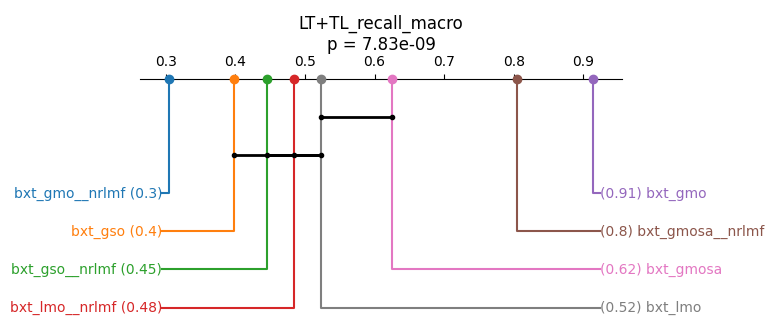 LT+TL_recall_macro
p = 7.83e-09
0.3 0.4 0.5 0.6 0.7 0.8 0.9
bxt_gmo__nrlmf (0.3) (0.91) bxt_gmo
bxt_gso (0.4) (0.8) bxt_gmosa__nrlmf
bxt_gso__nrlmf (0.45) (0.62) bxt_gmosa
bxt_lmo__nrlmf (0.48) (0.52) bxt_lmo